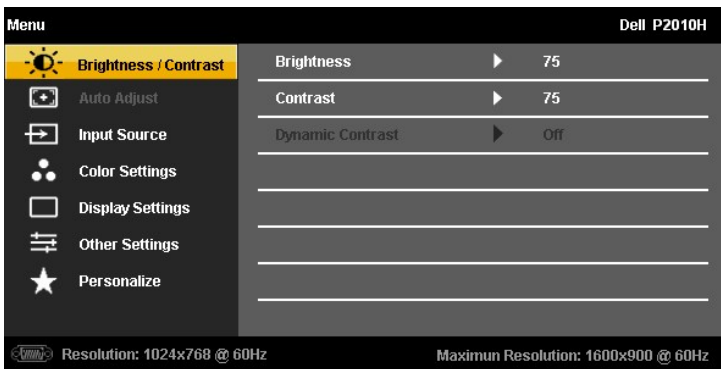 Menu
Dell P2010H
Brightness / Contrast
Auto Adjust
Input Source
Color Settings
Display Settings
Other Settings
Personalize
Brightness 75
Contrast 75
Dynamic Contrast Off
Resolution: 1024x768 @ 60Hz
Maximun Resolution: 1600x900 @ 60Hz